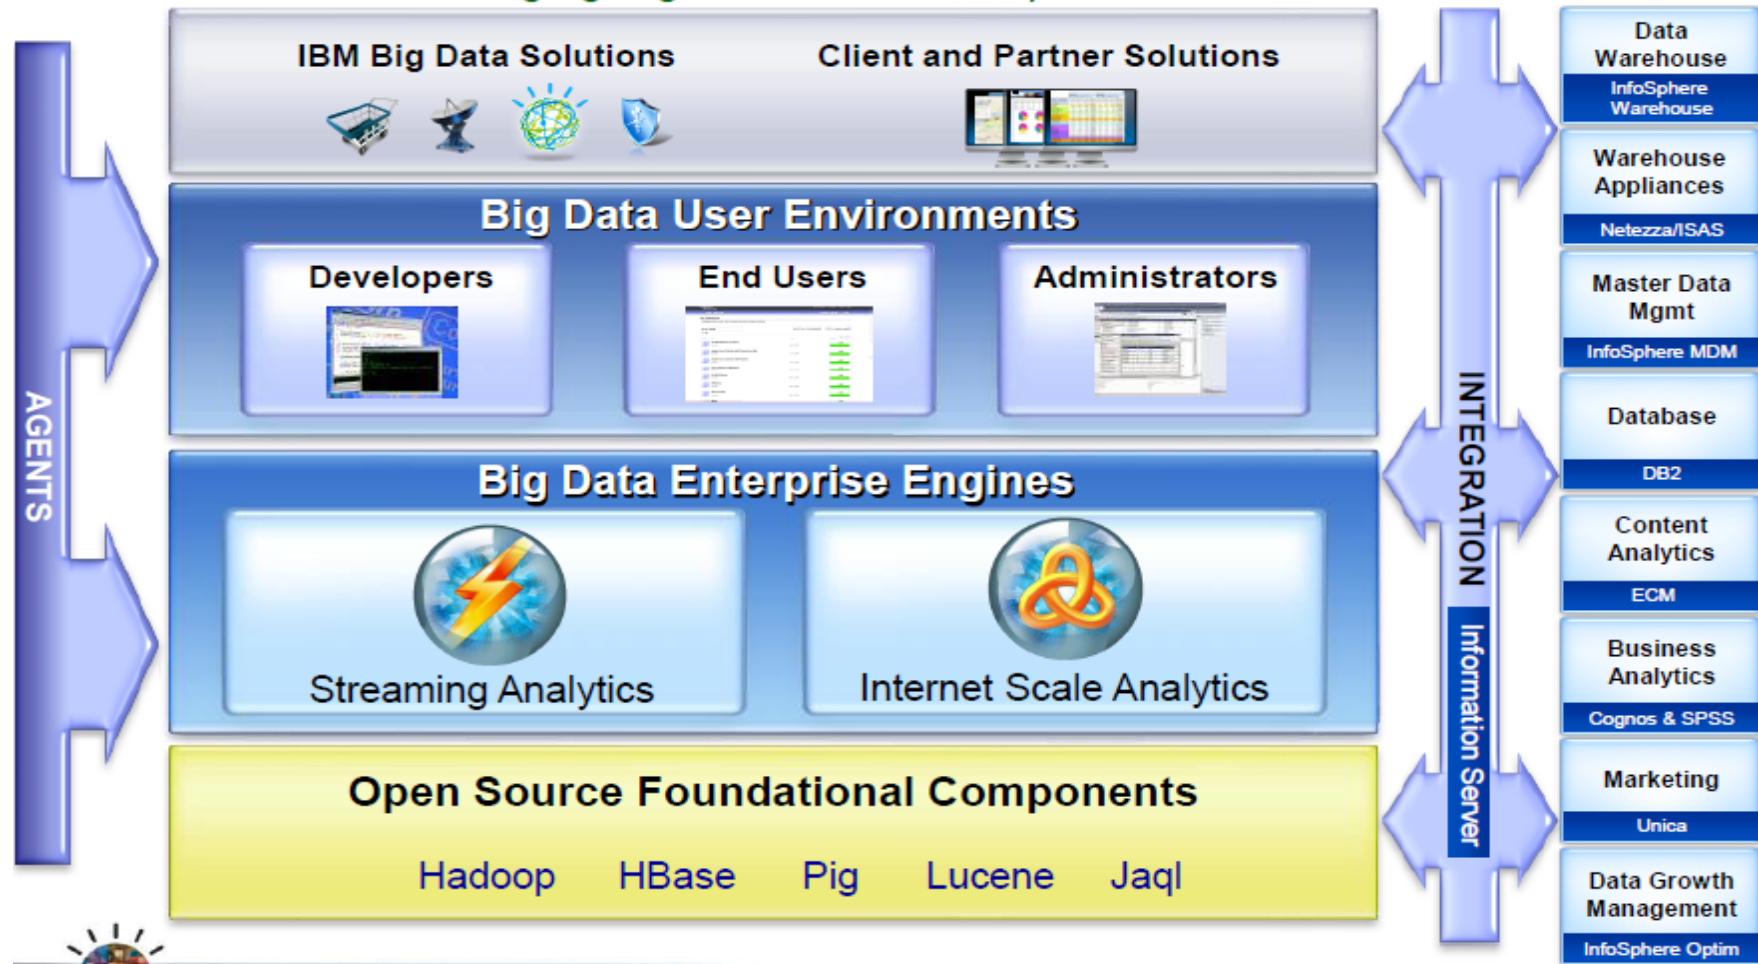 IBM Big Data Solutions
Client and Partner Solutions
Big Data User Environments
Developers
End Users
Administrators
Big Data Enterprise Engines
Streaming Analytics
Internet Scale Analytics
Open Source Foundational Components
Hadoop HBase Pig Lucene Jaql
AGENTS
INTEGRATION
Information Server
Data
Warehouse
InfoSphere
Warehouse
Warehouse
Appliances
Netezza/ISAS
Master Data
Mgmt
InfoSphere MDM
Database
DB2
Content
Analytics
ECM
Business
Analytics
Cognos & SPSS
Marketing
Unica
Data Growth
Management
InfoSphere Optim